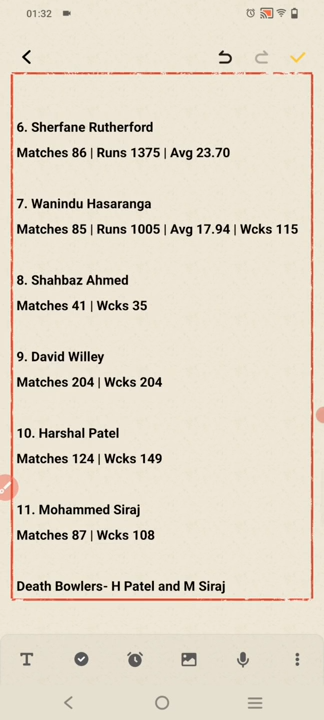 01:32
6. Sherfane Rutherford
Matches 86 | Runs 1375 | Avg 23.70
7. Wanindu Hasaranga
Matches 85 | Runs 1005 | Avg 17.94 | Wcks 115
8. Shahbaz Ahmed
Matches 41 | Wcks 35
9. David Willey
Matches 204 | Wcks 204
10. Harshal Patel
Matches 124 | Wcks 149
11. Mohammed Siraj
Matches 87 | Wcks 108
Death Bowlers- H Patel and M Siraj
T